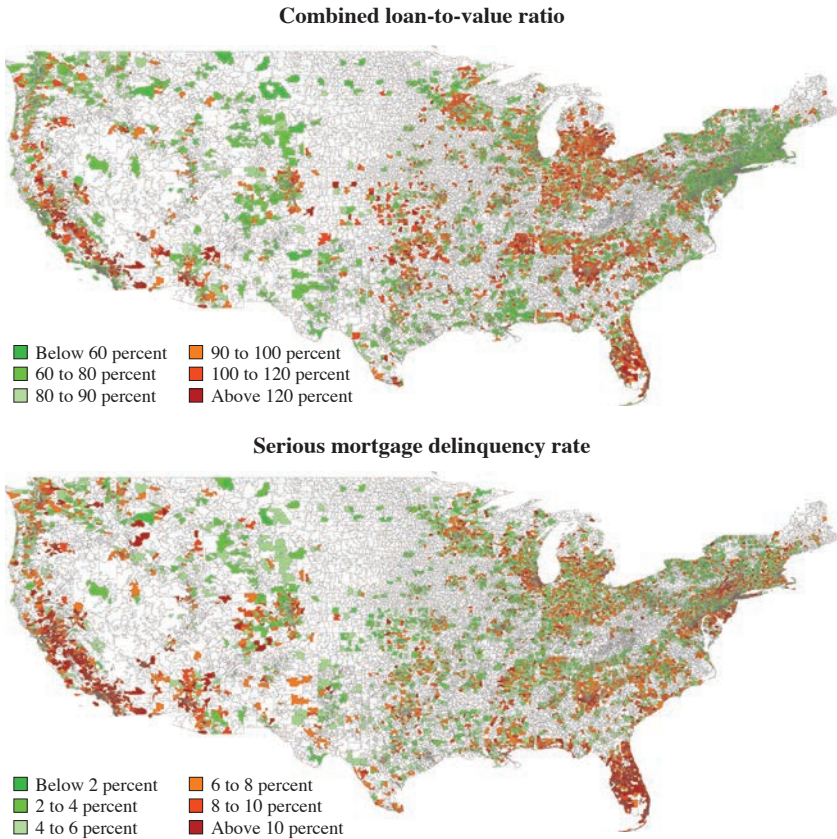 Combined loan-to-value ratio
Below 60 percent
60 to 80 percent
80 to 90 percent
90 to 100 percent
100 to 120 percent
Above 120 percent
Serious mortgage delinquency rate
Below 2 percent
2 to 4 percent
4 to 6 percent
6 to 8 percent
8 to 10 percent
Above 10 percent